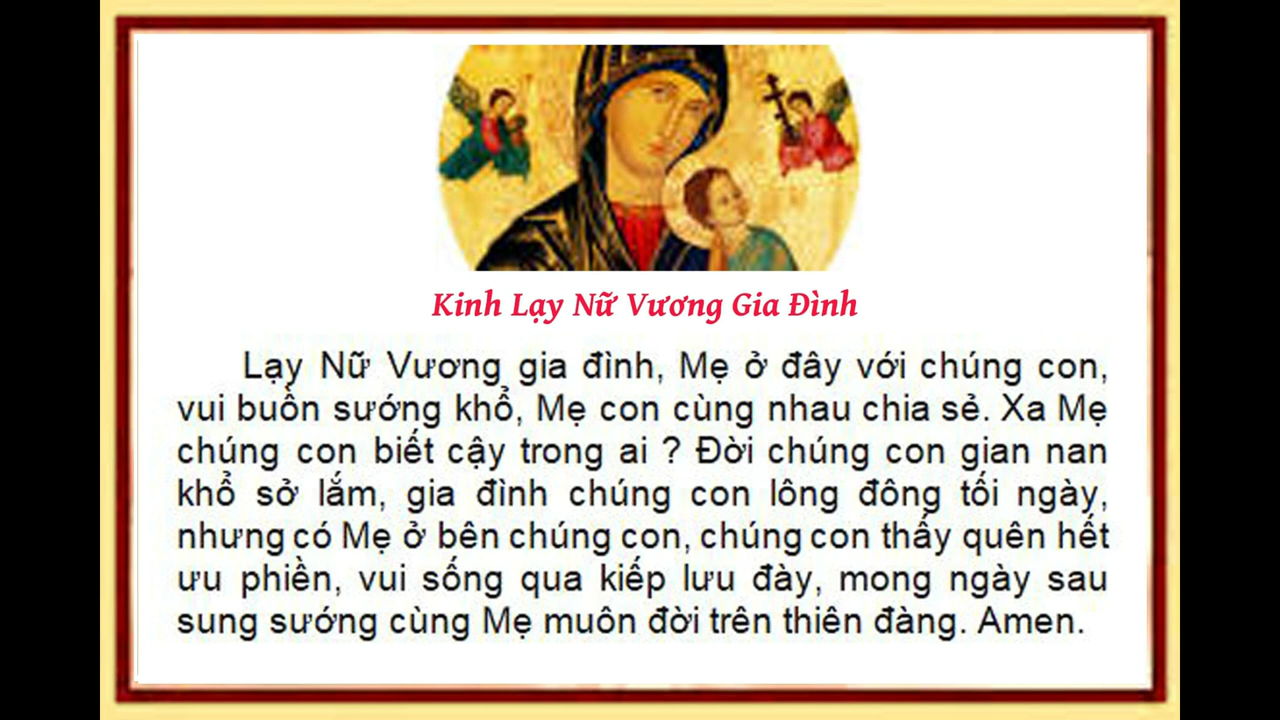 Kinh Lạy Nữ Vương Gia Đình
Lạy Nữ Vương gia đình, Mẹ ở đây với chúng con,
vui buồn sướng khổ, Mẹ con cùng nhau chia sẻ. Xa Mẹ
chúng con biết cậy trong ai ? Đời chúng con gian nan
khổ sở lắm, gia đình chúng con lông đông tối ngày,
nhưng có Mẹ ở bên chúng con, chúng con thấy quên hết
ưu phiền, vui sống qua kiếp lưu đày, mong ngày sau
sung sướng cùng Mẹ muôn đời trên thiên đàng. Amen.